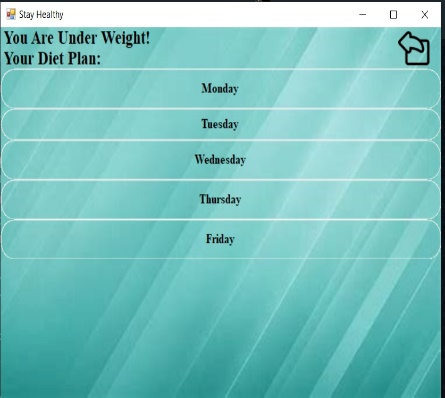 Stay Healthy
You Are Under Weight!
Your Diet Plan:
Monday
Tuesday
Wednesday
Thursday
Friday